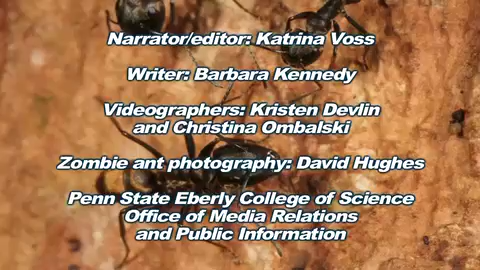 Narrator/editor: Katrina Voss
Writer: Barbara Kennedy
Videographers: Kristen Devlin
and Christina Ombalski
Zombie ant photography: David Hughes
Penn State Eberly College of Science
Office of Media Relations
and Public Information